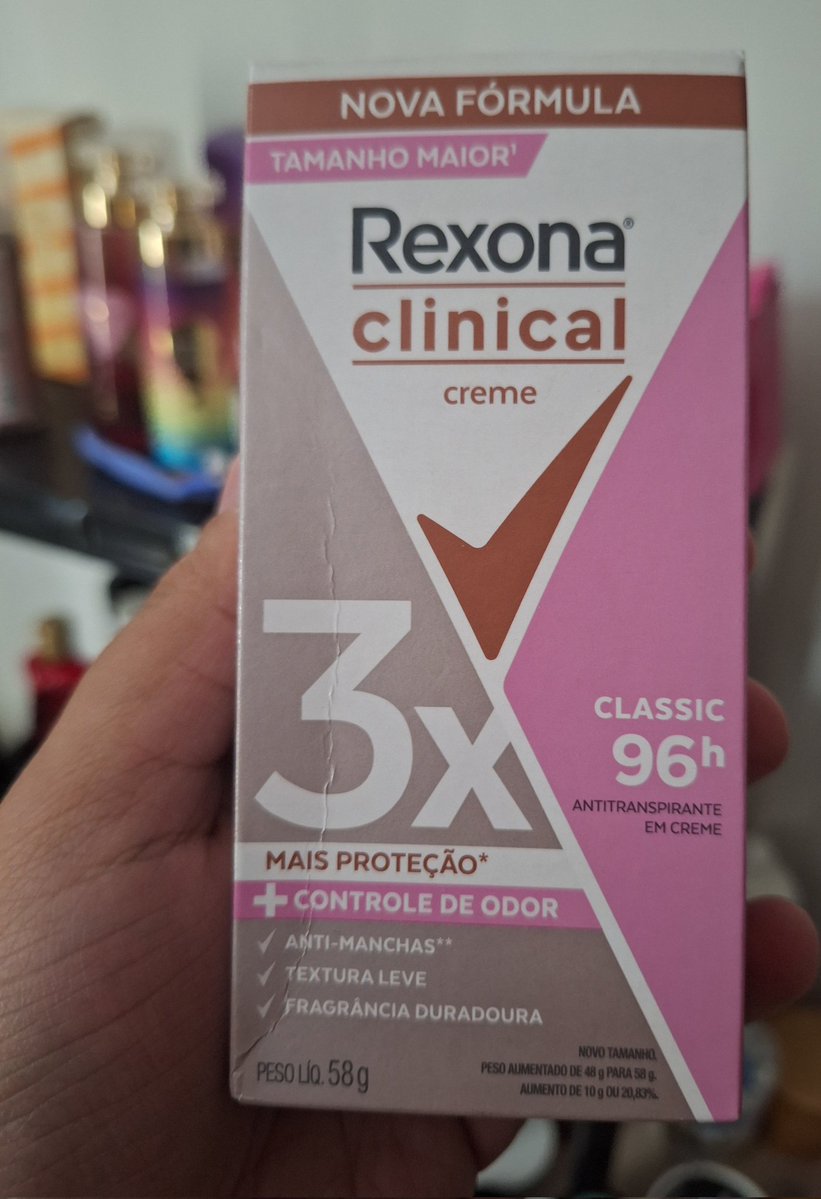 NOVA FÓRMULA
TAMANHO MAIOR¹
Rexona®
clinical
creme
3x
MAIS PROTEÇÃO*
+ CONTROLE DE ODOR
✓ ANTI-MANCHAS**
✓ TEXTURA LEVE
✓ FRAGRÂNCIA DURADOURA
CLASSIC
96h
ANTITRANSPIRANTE
EM CREME
PESO LÍQ. 58 g
NOVO TAMANHO.
PESO AUMENTADO DE 48 g PARA 58 g.
AUMENTO DE 10 g OU 20,83%.